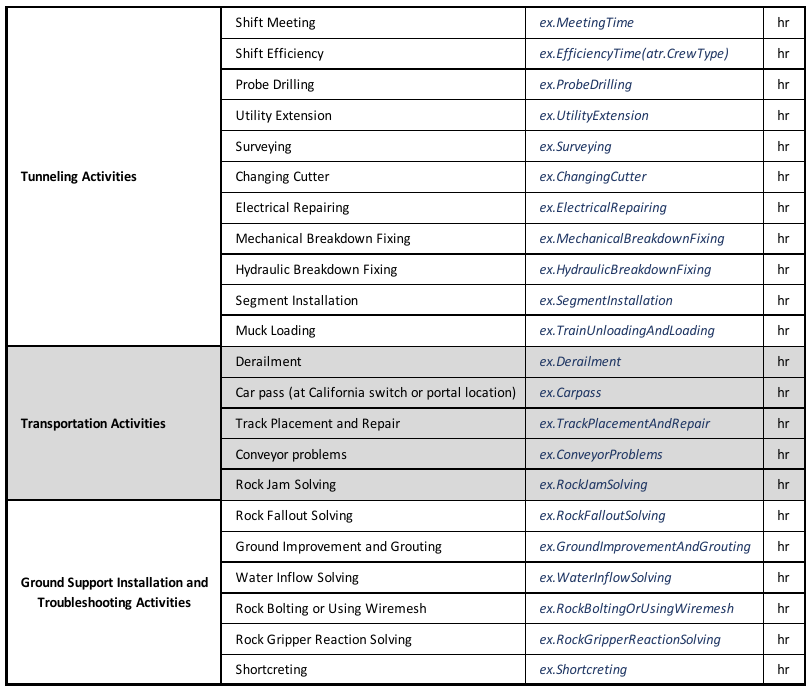 Shift Meeting ex.MeetingTime hr
Shift Efficiency ex.EfficiencyTime(atr.CrewType) hr
Probe Drilling ex.ProbeDrilling hr
Utility Extension ex.UtilityExtension hr
Surveying ex.Surveying hr
Tunneling Activities Changing Cutter ex.ChangingCutter hr
Electrical Repairing ex.ElectricalRepairing hr
Mechanical Breakdown Fixing ex.MechanicalBreakdownFixing hr
Hydraulic Breakdown Fixing ex.HydraulicBreakdownFixing hr
Segment Installation ex.SegmentInstallation hr
Muck Loading ex.TrainUnloadingAndLoading hr
Derailment ex.Derailment hr
Car pass (at California switch or portal location) ex.Carpass hr
Transportation Activities Track Placement and Repair ex.TrackPlacementAndRepair hr
Conveyor problems ex.ConveyorProblems hr
Rock Jam Solving ex.RockJamSolving hr
Rock Fallout Solving ex.RockFalloutSolving hr
Ground Improvement and Grouting ex.GroundImprovementAndGrouting hr
Ground Support Installation and Water Inflow Solving ex.WaterInflowSolving hr
Troubleshooting Activities Rock Bolting or Using Wiremesh ex.RockBoltingOrUsingWiremesh hr
Rock Gripper Reaction Solving ex.RockGripperReactionSolving hr
Shortcreting ex.Shortcreting hr